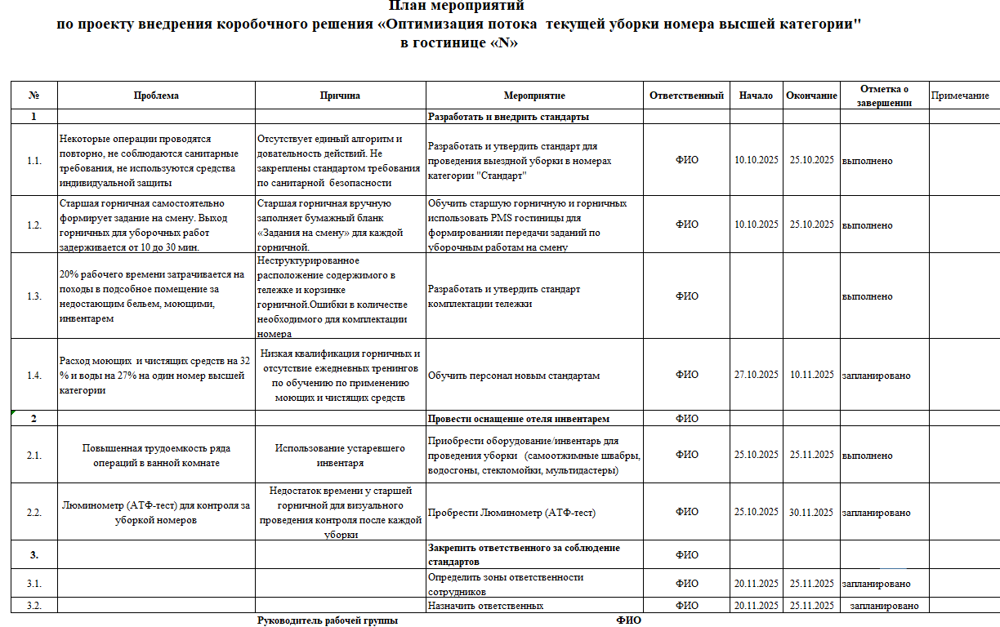 План мероприятий
по проекту внедрения коробочного решения «Оптимизация потока текущей уборки номера высшей категории"
в гостинице «N»
№ Проблема Причина Мероприятие Ответственный Начало Окончание Отметка о завершении Примечание
1 Разработать и внедрить стандарты
1.1.
Некоторые операции проводятся
повторно, не соблюдаются санитарные
требования, не используются средства
индивидуальной защиты
Отсутствует единый алгоритм и
довательность действий. Не
закреплены стандартом требования
по санитарной безопасности
Разработать и утвердить стандарт для
проведения выездной уборки в номерах
категории "Стандарт"
ФИО 10.10.2025 25.10.2025 выполнено
1.2.
Старшая горничная самостоятельно
формирует задание на смену. Выход
горничных для уборочных работ
задерживается от 10 до 30 мин.
Старшая горничная вручную
заполняет бумажный бланк
«Задания на смену» для каждой
горничной.
Обучить старшую горничную и горничных
использовать PMS гостиницы для
формированияи передачи заданий по
уборочным работам на смену
ФИО 10.10.2025 25.10.2025 выполнено
1.3.
20% рабочего времени затрачивается на
походы в подсобное помещение за
недостающим бельем, моющими,
инвентарем
Неструктурированное
расположение содержимого в
тележке и корзинке
горничной.Ошибки в количестве
необходимого для комплектации
номера
Разработать и утвердить стандарт
комплектации тележки
ФИО выполнено
1.4.
Расход моющих и чистящих средств на 32
% и воды на 27% на один номер высшей
категории
Низкая квалификация горничных и
отсутствие ежедневных тренингов
по обучению по применению
моющих и чистящих средств
Обучить персонал новым стандартам
ФИО 27.10.2025 10.11.2025 запланировано
2 Провести оснащение отеля инвентарем ФИО
2.1.
Повышенная трудоемкость ряда
операций в ванной комнате
Использование устаревшего
инвентаря
Приобрести оборудование/инвентарь для
проведения уборки (самоотжимные швабры,
водосгоны, стекломойки, мультидастеры)
ФИО 25.10.2025 25.11.2025 выполнено
2.2.
Люминометр (АТФ-тест) для контроля за
уборкой номеров
Недостаток времени у старшей
горничной для визуального
проведения контроля после каждой
уборки
Пробрести Люминометр (АТФ-тест)
ФИО 25.10.2025 30.11.2025 запланировано
3.
Закрепить ответственного за соблюдение
стандартов
ФИО
3.1.
Определить зоны ответственности
сотрудников
ФИО 20.11.2025 25.11.2025 запланировано
3.2. Назначить ответственных ФИО 20.11.2025 25.11.2025 запланировано
Руководитель рабочей группы ФИО